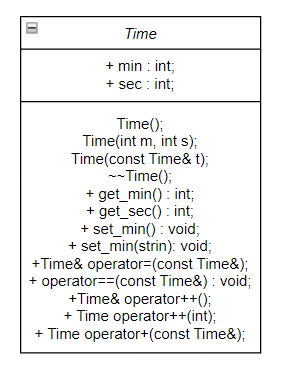 Time
+ min : int;
+ sec : int;
Time();
Time(int m, int s);
Time(const Time& t);
~~Time();
+ get_min() : int;
+ get_sec() : int;
+ set_min() : void;
+ set_min(strin): void;
+Time& operator=(const Time&);
+ operator==(const Time&) : void;
+Time& operator++();
+ Time operator++(int);
+ Time operator+(const Time&);